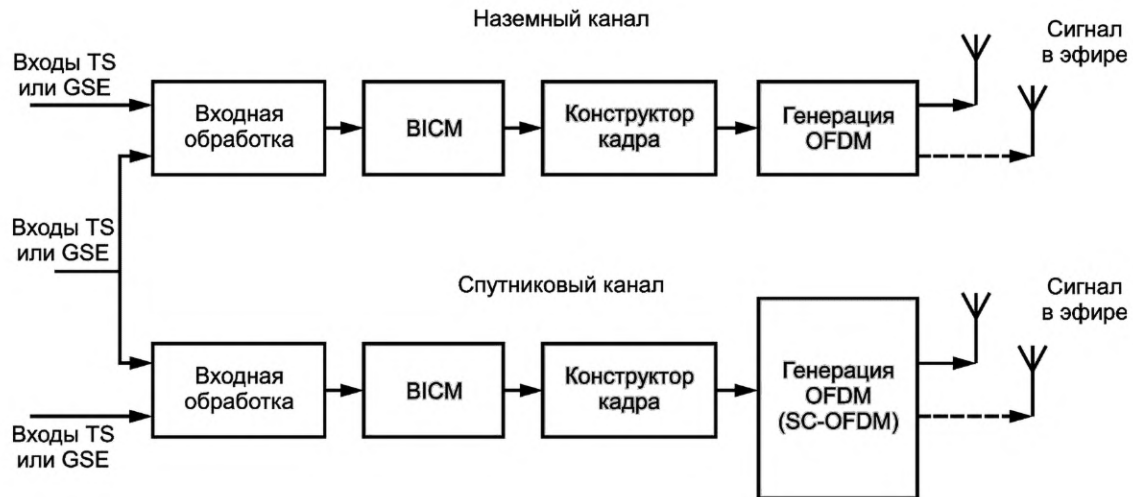 Наземный канал
Сигнал
в эфире
Входы TS
или GSE
Входная
обработка
BICM
Конструктор
кадра
Генерация
OFDM
Входы TS
или GSE
Спутниковый канал
Сигнал
в эфире
Входная
обработка
BICM
Конструктор
кадра
Генерация
OFDM
(SC-OFDM)
Входы TS
или GSE